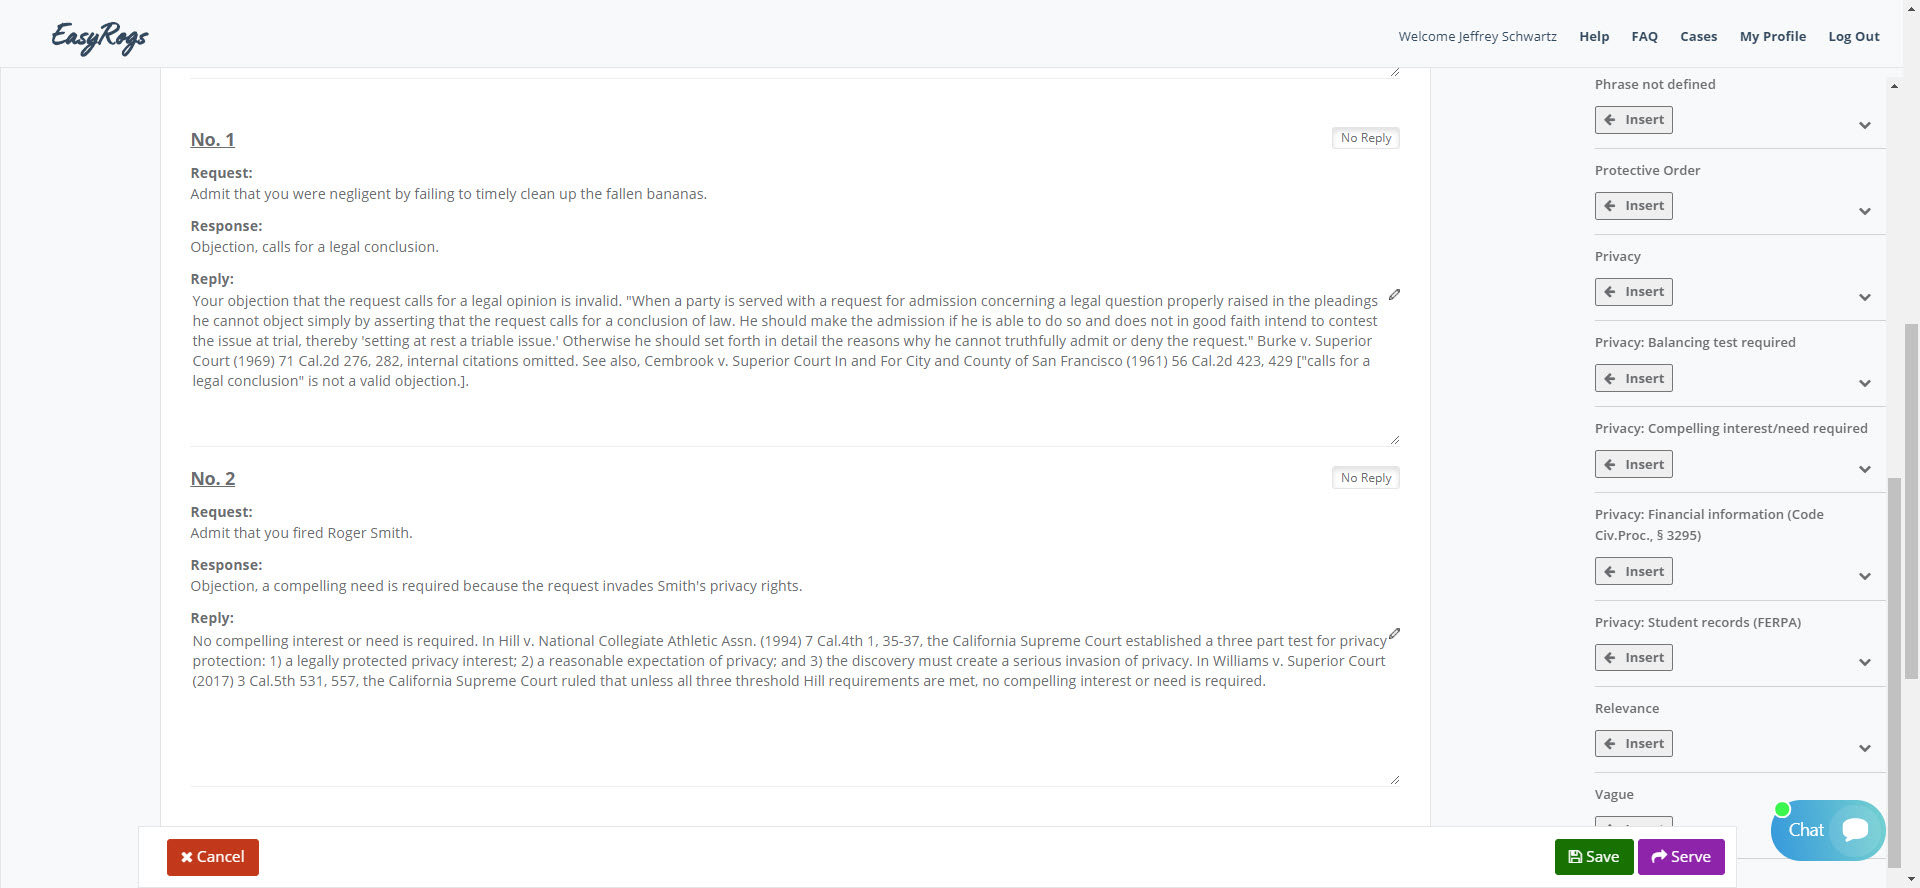 EasyRogs
Welcome Jeffrey Schwartz Help FAQ Cases My Profile Log Out
No. 1
No Reply
Request:
Admit that you were negligent by failing to timely clean up the fallen bananas.
Response:
Objection, calls for a legal conclusion.
Reply:
Your objection that the request calls for a legal opinion is invalid. "When a party is served with a request for admission concerning a legal question properly raised in the pleadings
he cannot object simply by asserting that the request calls for a conclusion of law. He should make the admission if he is able to do so and does not in good faith intend to contest
the issue at trial, thereby 'setting at rest a triable issue.' Otherwise he should set forth in detail the reasons why he cannot truthfully admit or deny the request." Burke v. Superior
Court (1969) 71 Cal.2d 276, 282, internal citations omitted. See also, Cembrook v. Superior Court In and For City and County of San Francisco (1961) 56 Cal.2d 423, 429 ["calls for a
legal conclusion" is not a valid objection.].
No. 2
No Reply
Request:
Admit that you fired Roger Smith.
Response:
Objection, a compelling need is required because the request invades Smith's privacy rights.
Reply:
No compelling interest or need is required. In Hill v. National Collegiate Athletic Assn. (1994) 7 Cal.4th 1, 35-37, the California Supreme Court established a three part test for privacy
protection: 1) a legally protected privacy interest; 2) a reasonable expectation of privacy; and 3) the discovery must create a serious invasion of privacy. In Williams v. Superior Court
(2017) 3 Cal.5th 531, 557, the California Supreme Court ruled that unless all three threshold Hill requirements are met, no compelling interest or need is required.
Phrase not defined
Insert
Protective Order
Insert
Privacy
Insert
Privacy: Balancing test required
Insert
Privacy: Compelling interest/need required
Insert
Privacy: Financial information (Code
Civ.Proc., § 3295)
Insert
Privacy: Student records (FERPA)
Insert
Relevance
Insert
Vague
Chat
Cancel
Save
Serve